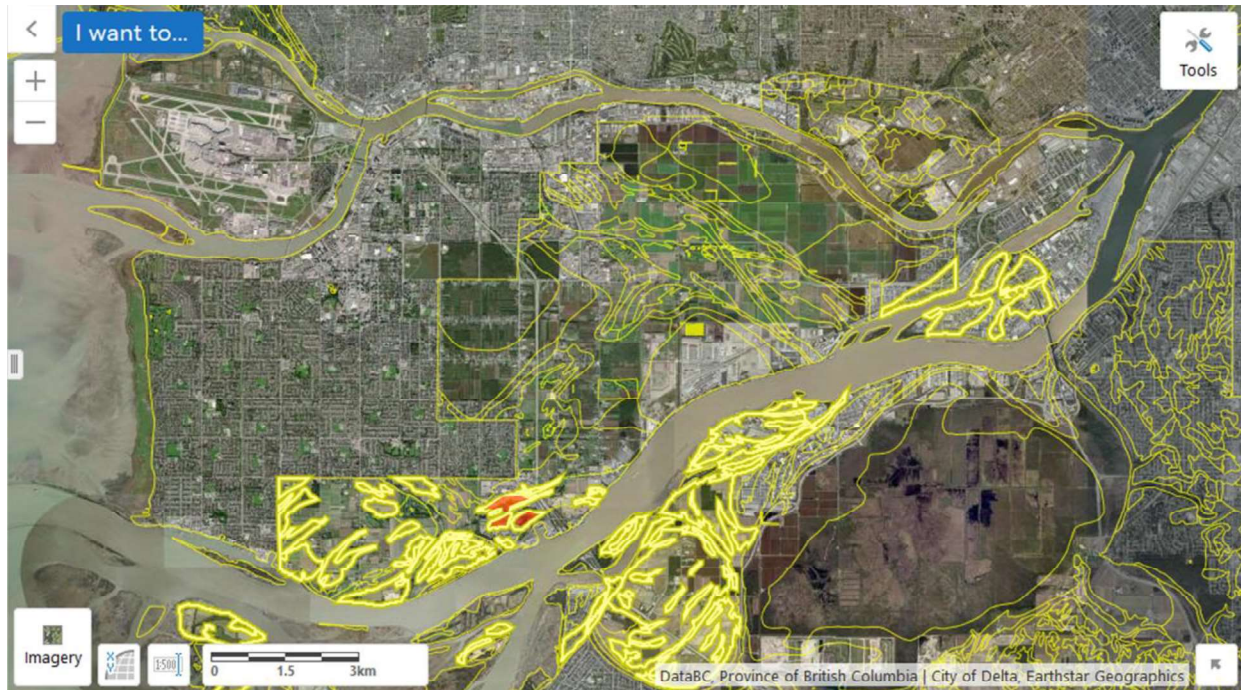 I want to...
Tools
Imagery
1:500
0 1.5 3km
DataBC, Province of British Columbia | City of Delta, Earthstar Geographics